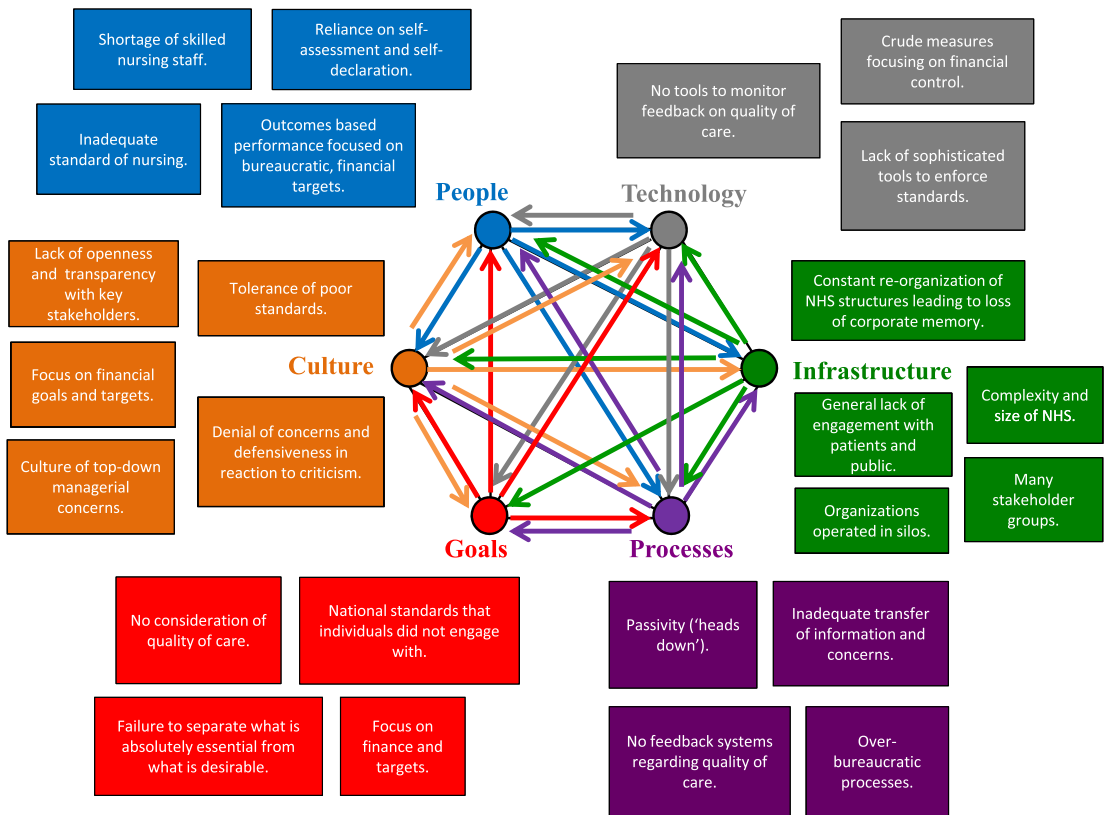 Shortage of skilled
nursing staff.
Reliance on self-
assessment and self-
declaration.
Inadequate
standard of nursing.
Outcomes based
performance focused on
bureaucratic, financial
targets.
No tools to monitor
feedback on quality of
care.
Crude measures
focusing on financial
control.
Lack of sophisticated
tools to enforce
standards.
People
Technology
Lack of openness
and transparency
with key
stakeholders.
Tolerance of poor
standards.
Focus on financial
goals and targets.
Culture
Denial of concerns and
defensiveness in
reaction to criticism.
Culture of top-down
managerial
concerns.
Constant re-organization of
NHS structures leading to loss
of corporate memory.
Infrastructure
General lack of
engagement with
patients and
public.
Complexity and
size of NHS.
Organizations
operated in silos.
Many
stakeholder
groups.
Goals
Processes
No consideration of
quality of care.
National standards that
individuals did not engage
with.
Failure to separate what is
absolutely essential from
what is desirable.
Focus on
finance and
targets.
Passivity (‘heads
down’).
Inadequate transfer
of information and
concerns.
No feedback systems
regarding quality of
care.
Over-
bureaucratic
processes.